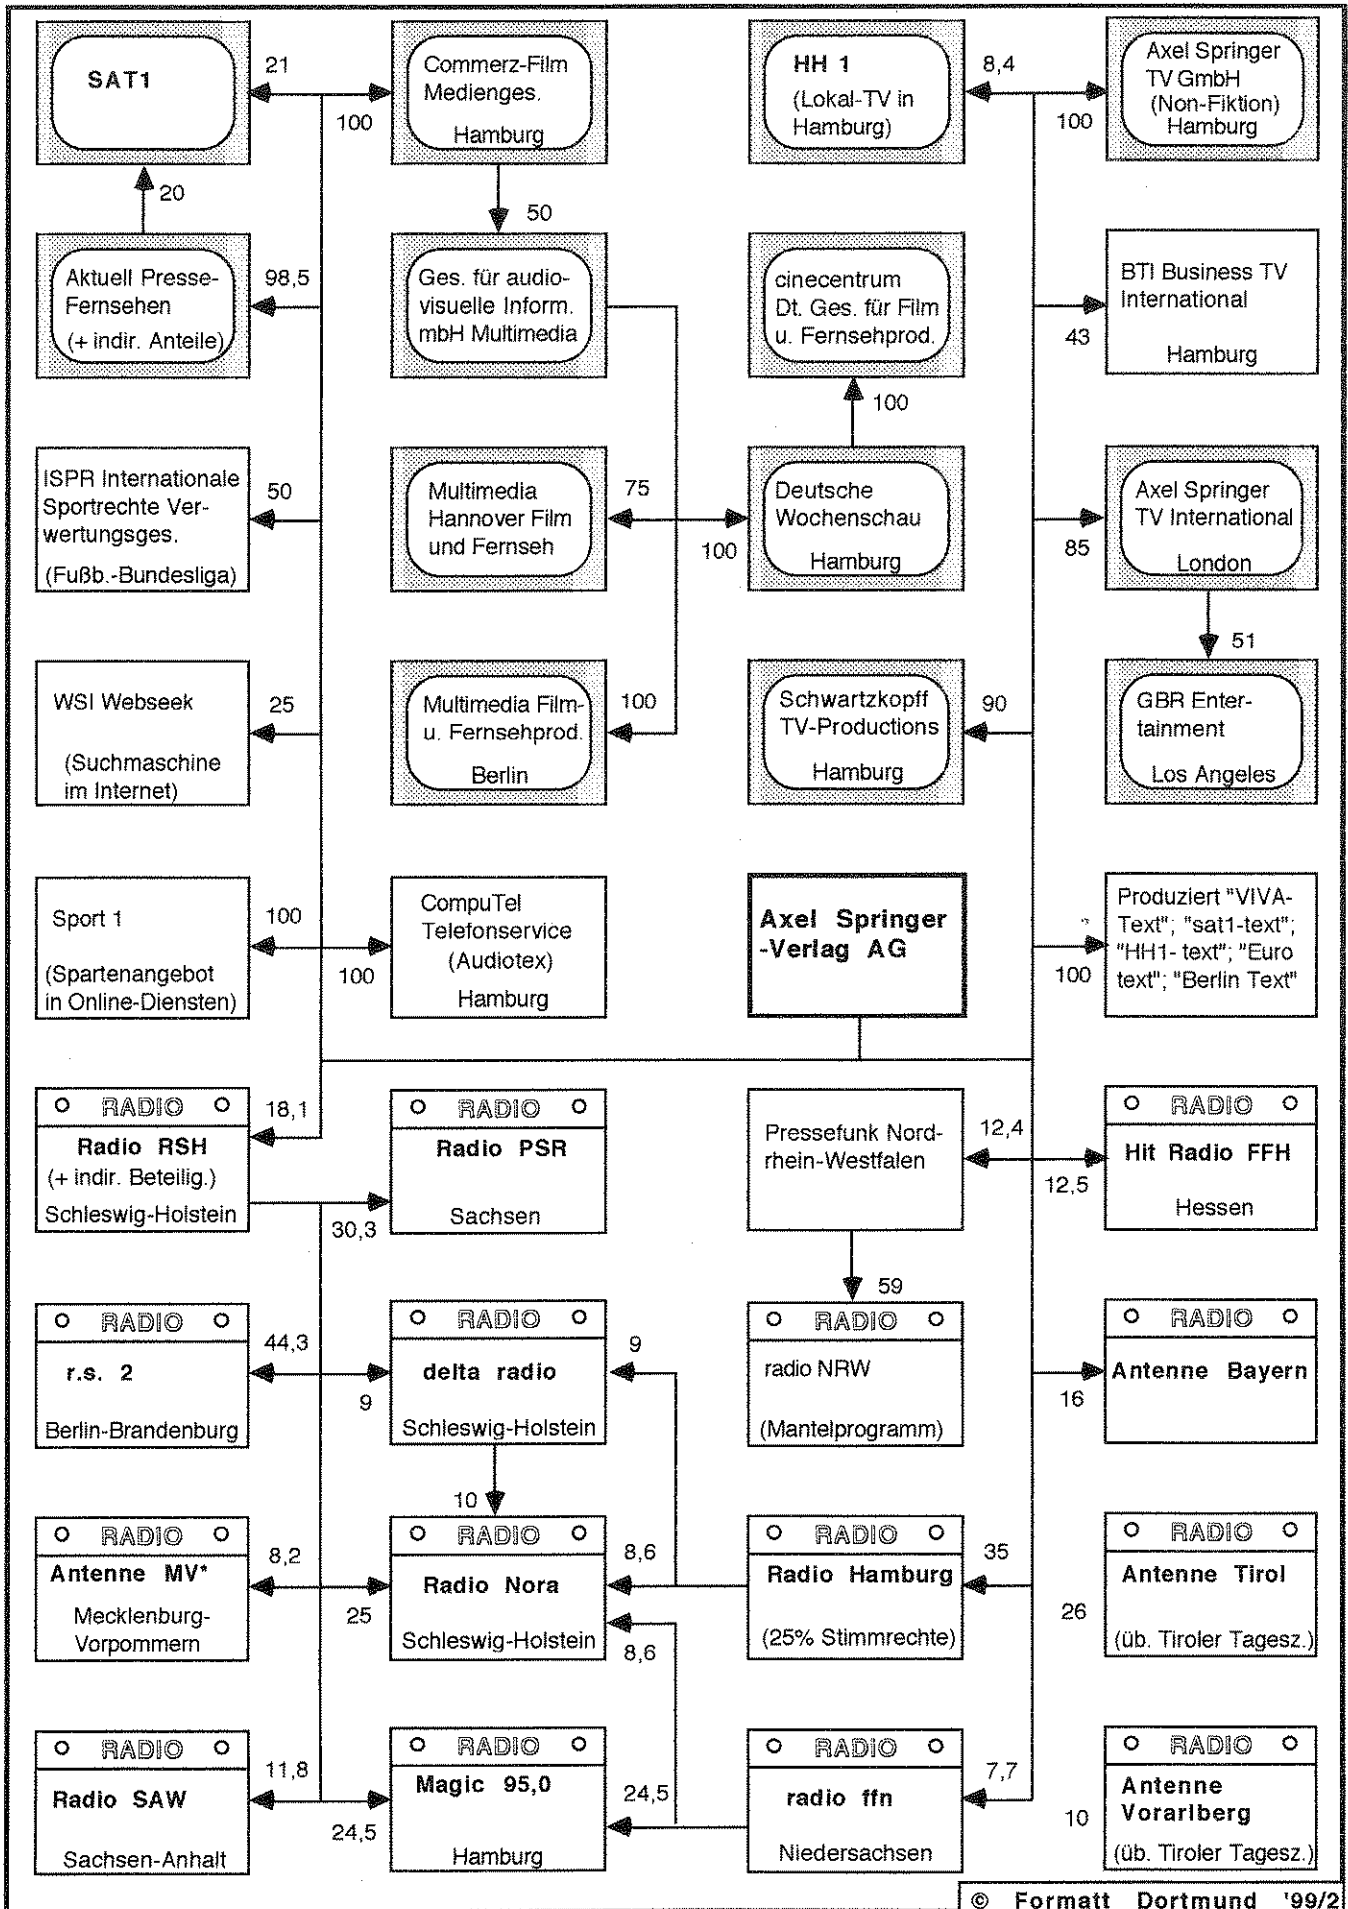 SAT1
21
100
Commerz-Film
Medienges.
Hamburg
HH 1
(Lokal-TV in
Hamburg)
8,4
100
Axel Springer
TV GmbH
(Non-Fiktion)
Hamburg
20
50
Aktuell Presse-
Fernsehen
(+ indir. Anteile)
98,5
Ges. für audio-
visuelle Inform.
mbH Multimedia
cinecentrum
Dt. Ges. für Film
u. Fernsehprod.
43
BTI Business TV
International
Hamburg
100
ISPR Internationale
Sportrechte Ver-
wertungsges.
(Fußb.-Bundesliga)
50
Multimedia
Hannover Film
und Fernseh
75
100
Deutsche
Wochenschau
Hamburg
85
Axel Springer
TV International
London
51
WSI Webseek
(Suchmaschine
im Internet)
25
Multimedia Film-
u. Fernsehprod.
Berlin
100
Schwartzkopff
TV-Productions
Hamburg
90
GBR Enter-
tainment
Los Angeles
Sport 1
(Spartenangebot
in Online-Diensten)
100
100
CompuTel
Telefonservice
(Audiotex)
Hamburg
Axel Springer
-Verlag AG
100
Produziert "VIVA-
Text"; "sat1-text";
"HH1- text"; "Euro
text"; "Berlin Text"
RADIO
Radio RSH
(+ indir. Beteilig.)
Schleswig-Holstein
18,1
30,3
RADIO
Radio PSR
Sachsen
Pressefunk Nord-
rhein-Westfalen
12,4
12,5
RADIO
Hit Radio FFH
Hessen
59
RADIO
r.s. 2
Berlin-Brandenburg
44,3
9
RADIO
delta radio
Schleswig-Holstein
9
RADIO
radio NRW
(Mantelprogramm)
16
RADIO
Antenne Bayern
10
RADIO
Antenne MV*
Mecklenburg-
Vorpommern
8,2
25
RADIO
Radio Nora
Schleswig-Holstein
8,6
8,6
RADIO
Radio Hamburg
(25% Stimmrechte)
35
26
RADIO
Antenne Tirol
(üb. Tiroler Tagesz.)
RADIO
Radio SAW
Sachsen-Anhalt
11,8
24,5
RADIO
Magic 95,0
Hamburg
24,5
RADIO
radio ffn
Niedersachsen
7,7
10
RADIO
Antenne
Vorarlberg
(üb. Tiroler Tagesz.)
© Formatt Dortmund '99/2